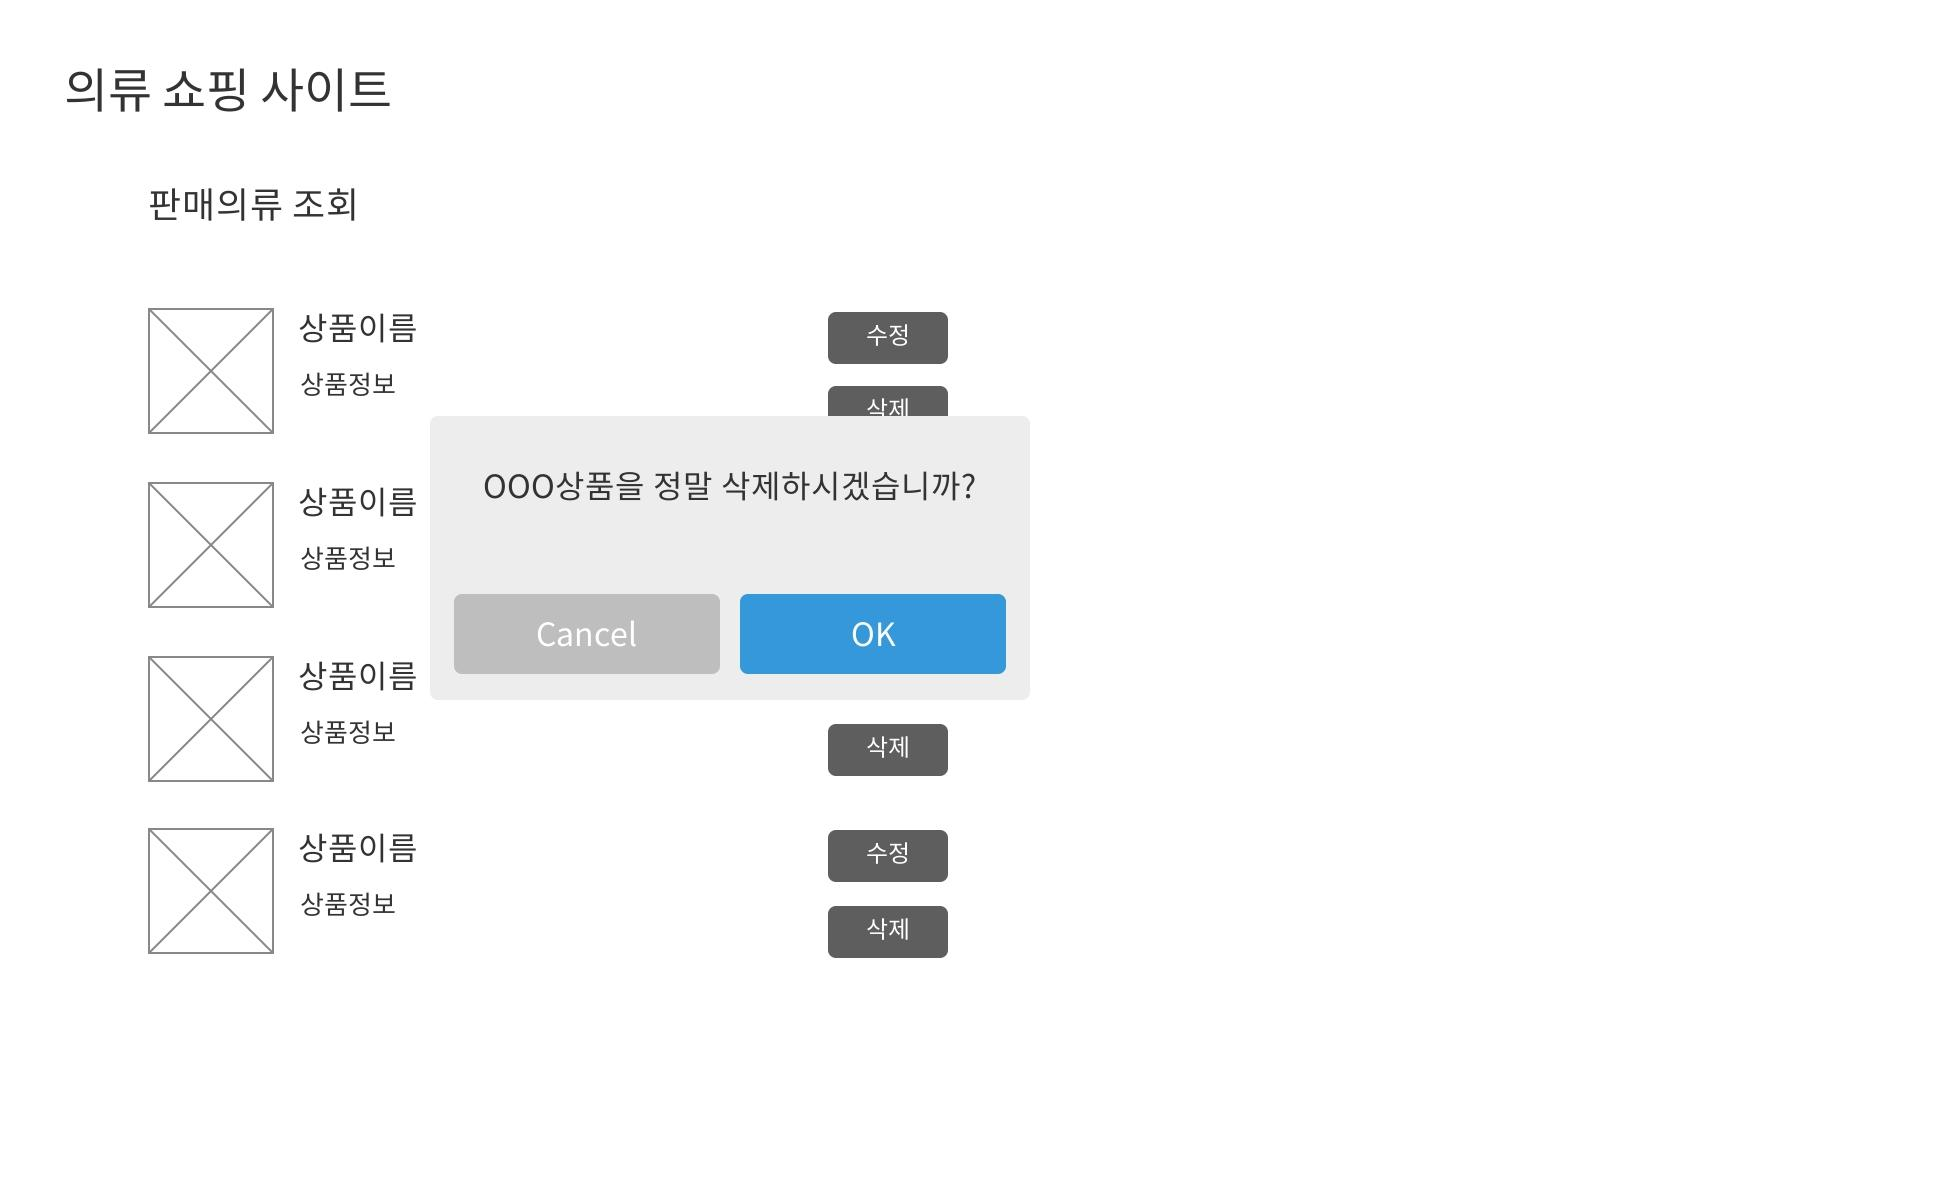 의류 쇼핑 사이트
판매의류 조회
상품이름
수정
상품정보
삭제
OOO상품을 정말 삭제하시겠습니까?
상품이름
상품정보
Cancel
OK
상품이름
상품정보
삭제
상품이름
수정
상품정보
삭제